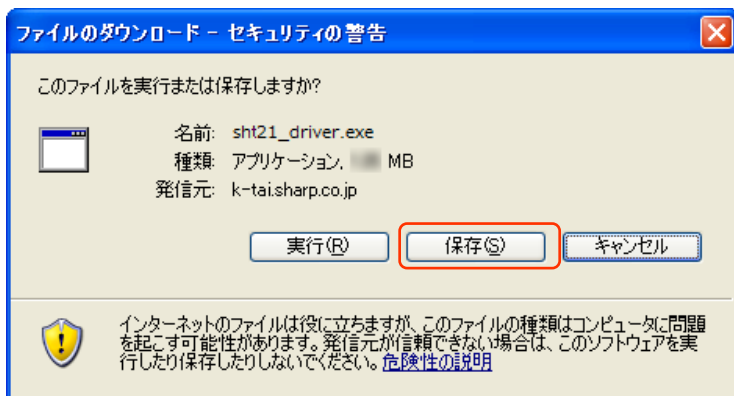 ファイルのダウンロード - セキュリティの警告
このファイルを実行または保存しますか?
名前: sht21_driver.exe
種類: アプリケーション, MB
発信元: k-tai.sharp.co.jp
実行(R) 保存(S) キャンセル
インターネットのファイルは役に立ちますが、このファイルの種類はコンピュータに問題
を起こす可能性があります。発信元が信頼できない場合は、このソフトウェアを実
行したり保存したりしないでください。危険性の説明